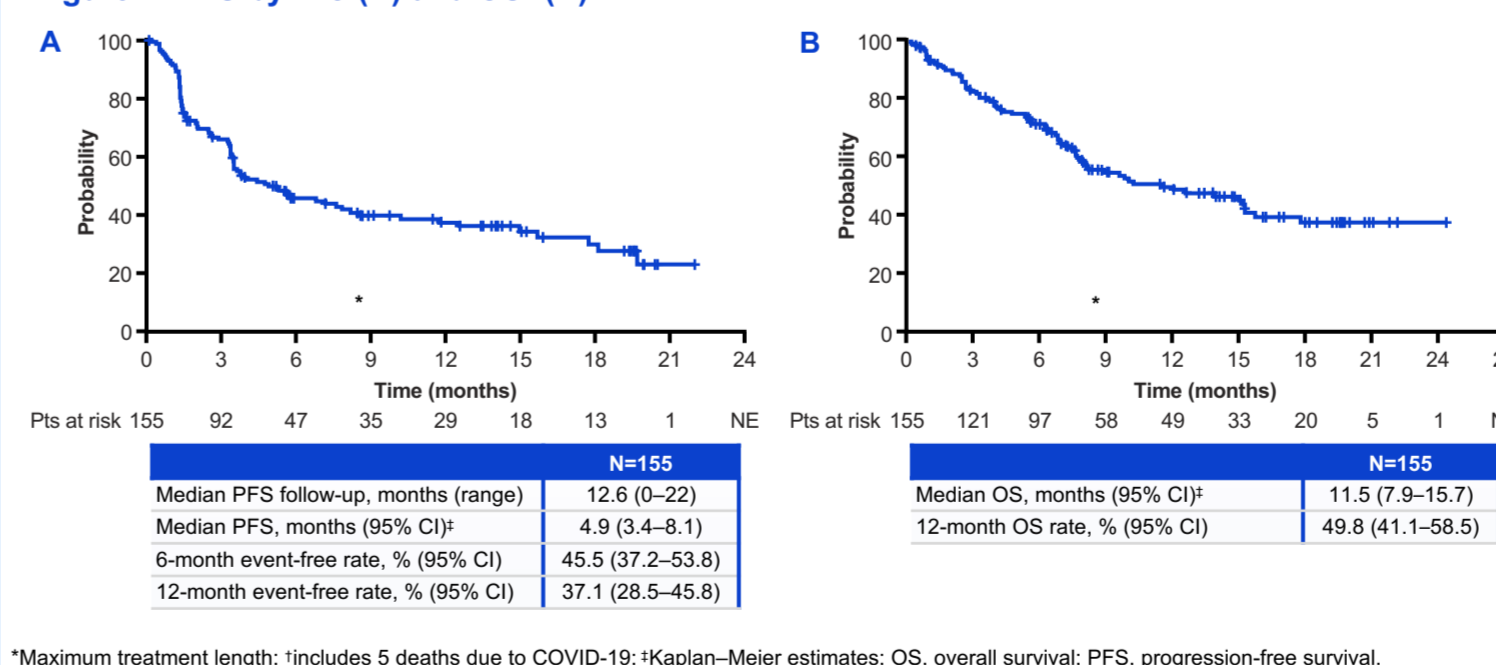 A
B
100
80
60
40
20
0
Probability
*
0 3 6 9 12 15 18 21 24
Time (months)
Pts at risk 155 92 47 35 29 18 13 1 NE
N=155
Median PFS follow-up, months (range) 12.6 (0–22)
Median PFS, months (95% CI)‡ 4.9 (3.4–8.1)
6-month event-free rate, % (95% CI) 45.5 (37.2–53.8)
12-month event-free rate, % (95% CI) 37.1 (28.5–45.8)
100
80
60
40
20
0
Probability
*
0 3 6 9 12 15 18 21 24
Time (months)
Pts at risk 155 121 97 58 49 33 20 5 1
N=155
Median OS, months (95% CI)‡ 11.5 (7.9–15.7)
12-month OS rate, % (95% CI) 49.8 (41.1–58.5)
*Maximum treatment length; †includes 5 deaths due to COVID-19; ‡Kaplan–Meier estimates; OS, overall survival; PFS, progression-free survival.